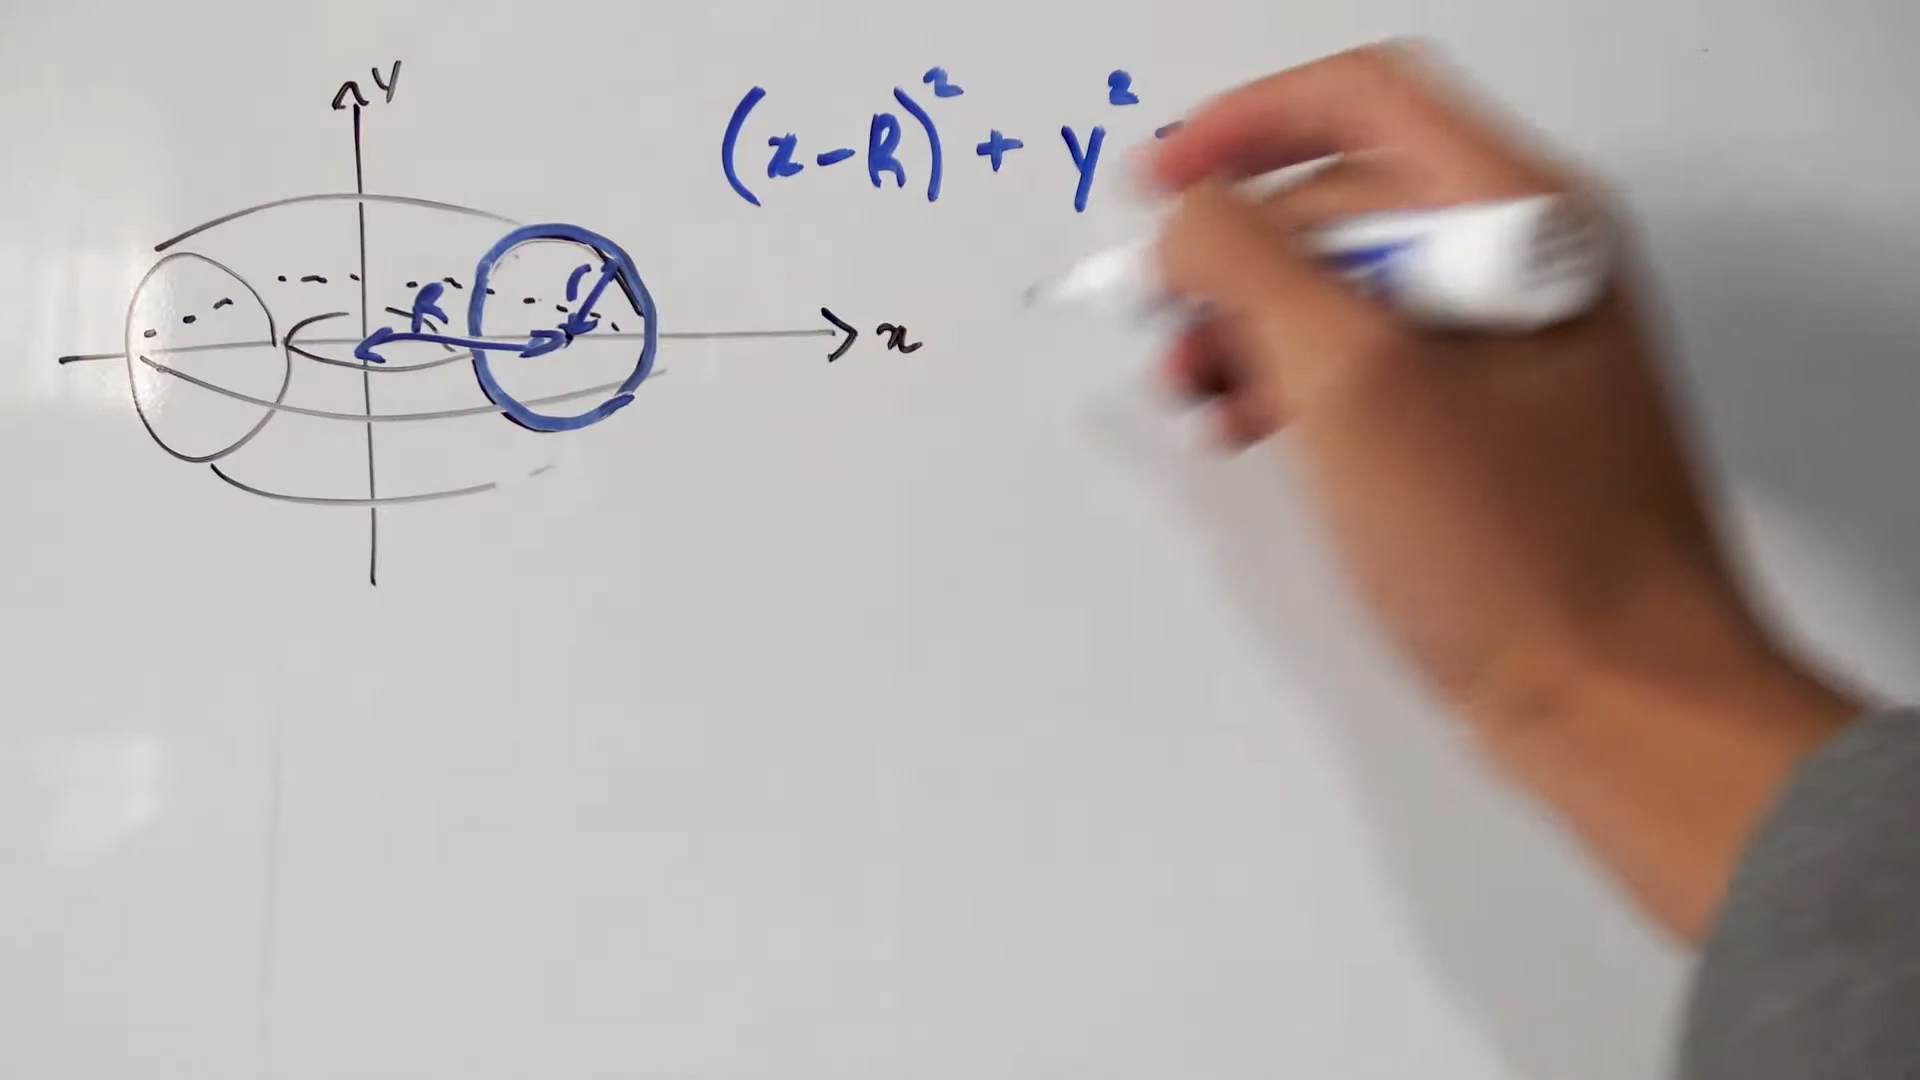 y
(x-R)² + y²
R
r
x